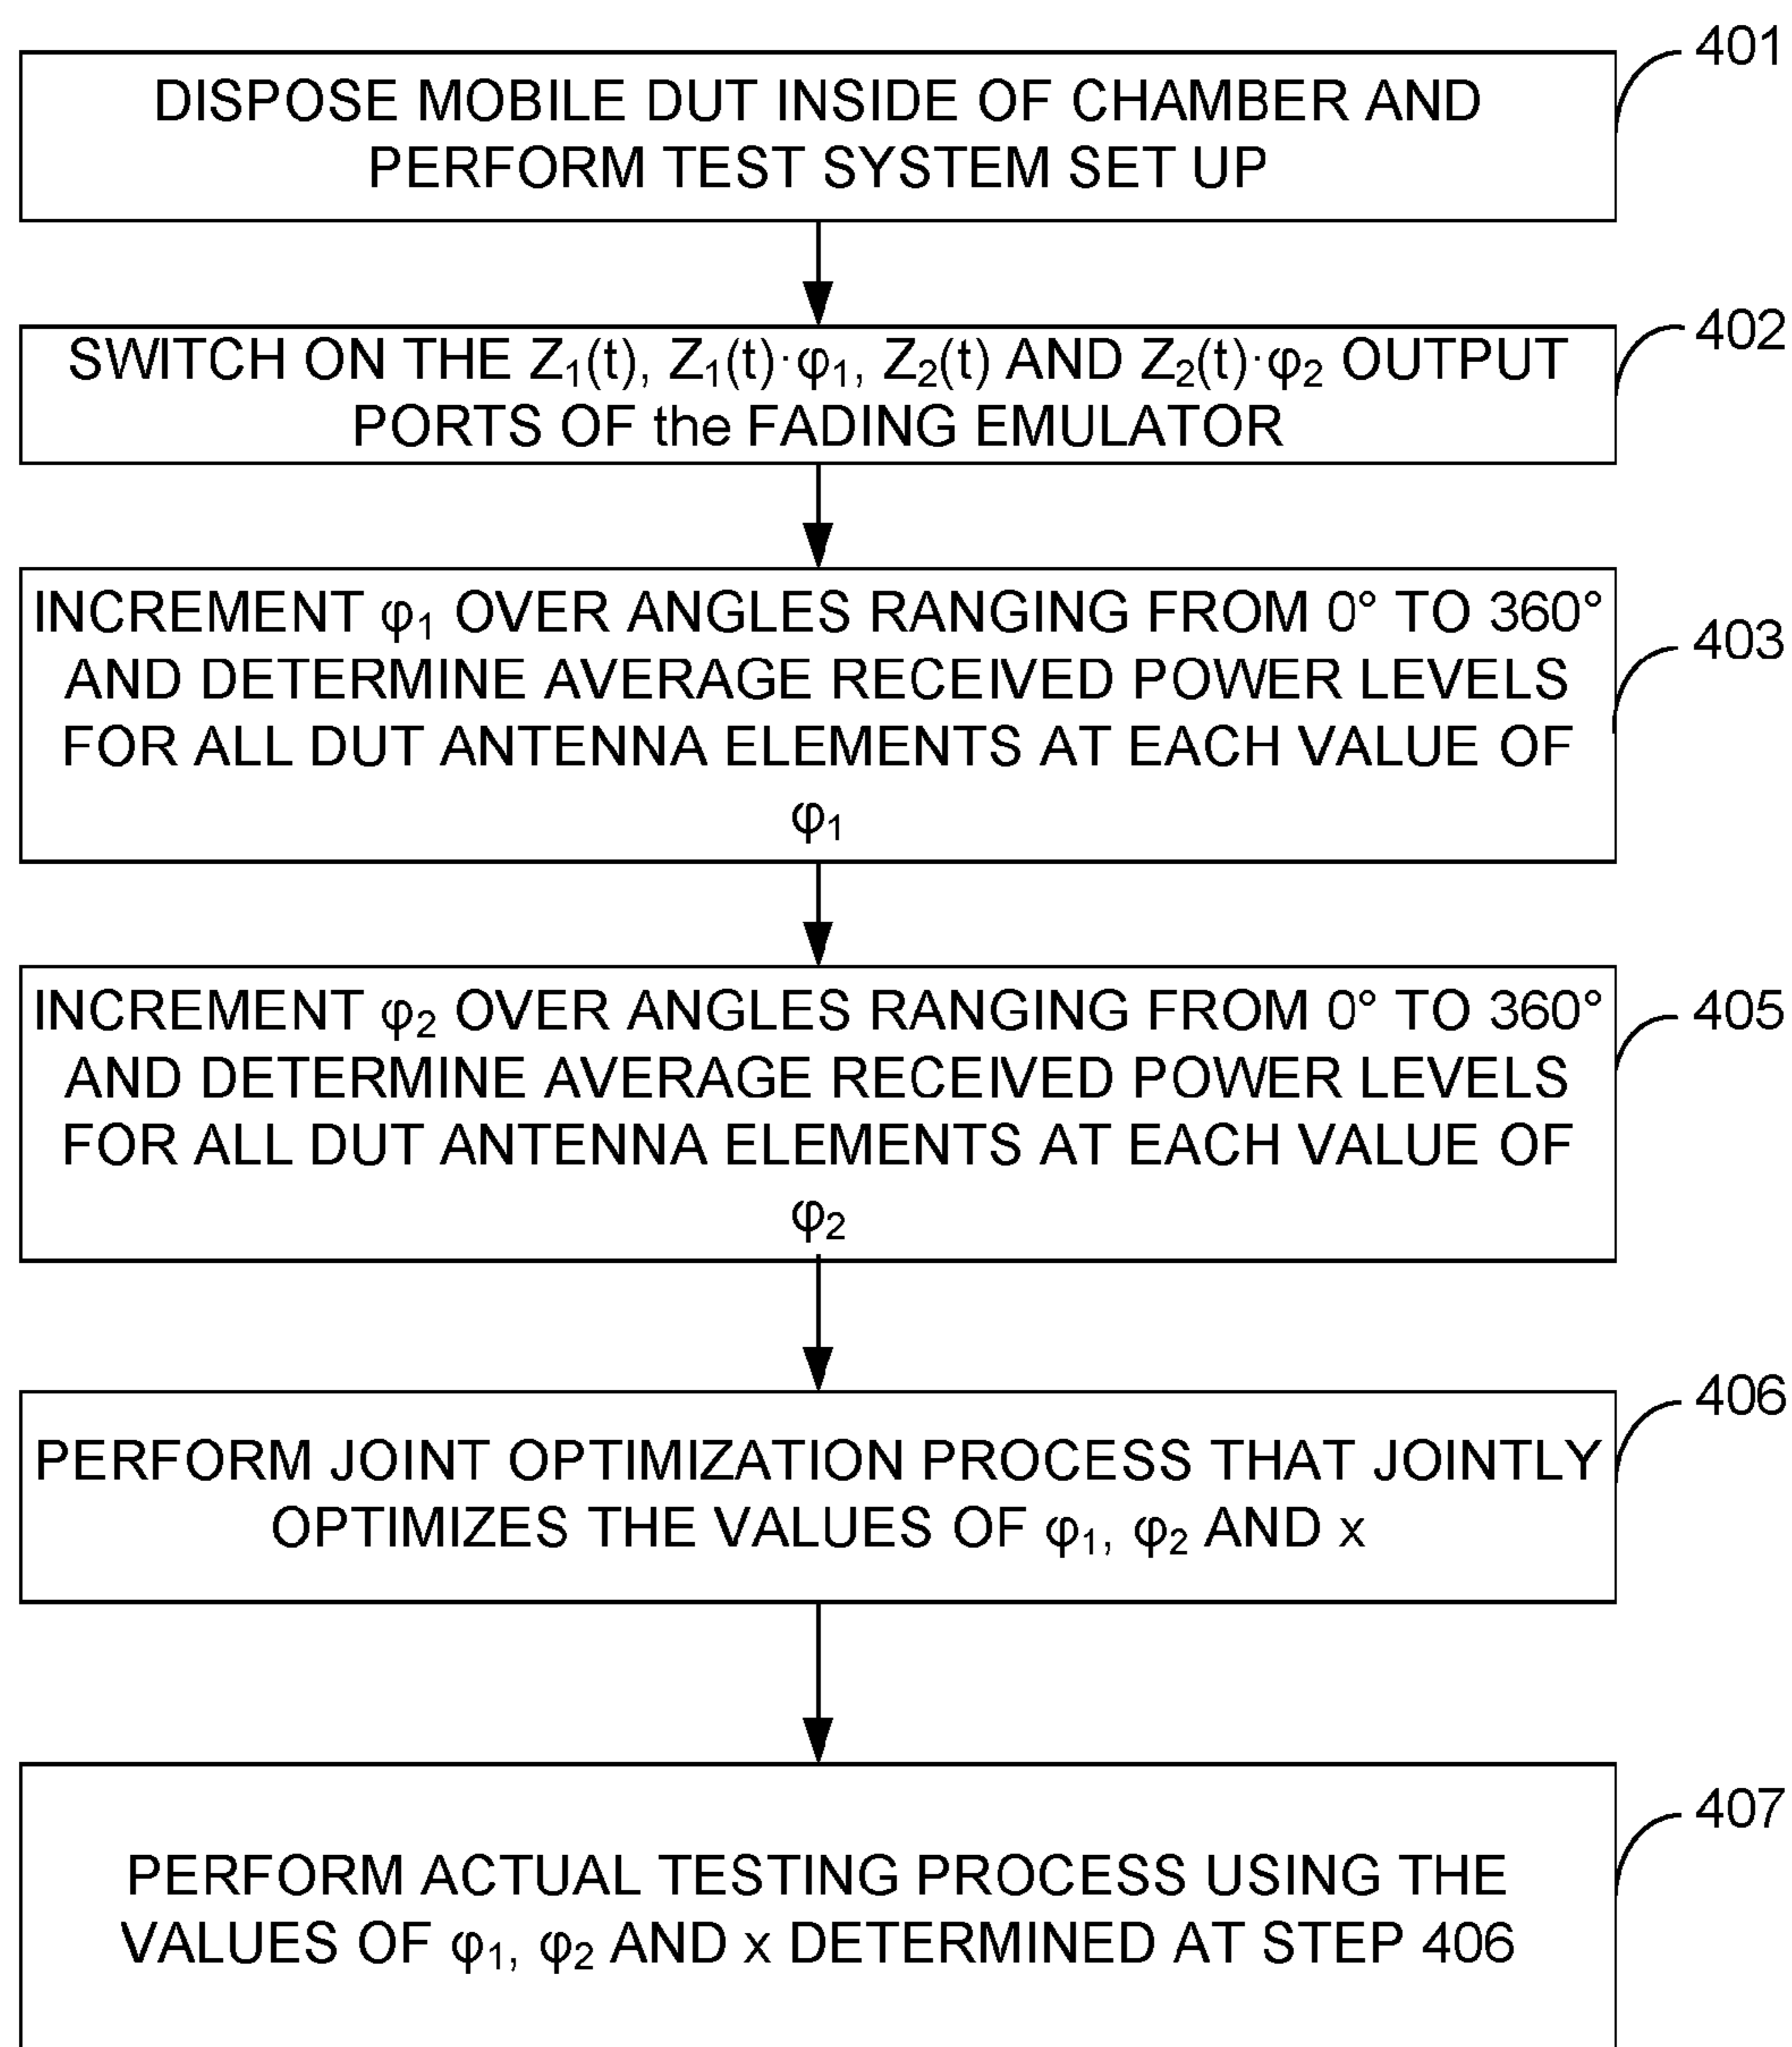 401
DISPOSE MOBILE DUT INSIDE OF CHAMBER AND
PERFORM TEST SYSTEM SET UP
402
SWITCH ON THE Z₁(t), Z₁(t)·φ₁, Z₂(t) AND Z₂(t)·φ₂ OUTPUT
PORTS OF the FADING EMULATOR
403
INCREMENT φ₁ OVER ANGLES RANGING FROM 0° TO 360°
AND DETERMINE AVERAGE RECEIVED POWER LEVELS
FOR ALL DUT ANTENNA ELEMENTS AT EACH VALUE OF
φ₁
405
INCREMENT φ₂ OVER ANGLES RANGING FROM 0° TO 360°
AND DETERMINE AVERAGE RECEIVED POWER LEVELS
FOR ALL DUT ANTENNA ELEMENTS AT EACH VALUE OF
φ₂
406
PERFORM JOINT OPTIMIZATION PROCESS THAT JOINTLY
OPTIMIZES THE VALUES OF φ₁, φ₂ AND x
407
PERFORM ACTUAL TESTING PROCESS USING THE
VALUES OF φ₁, φ₂ AND x DETERMINED AT STEP 406